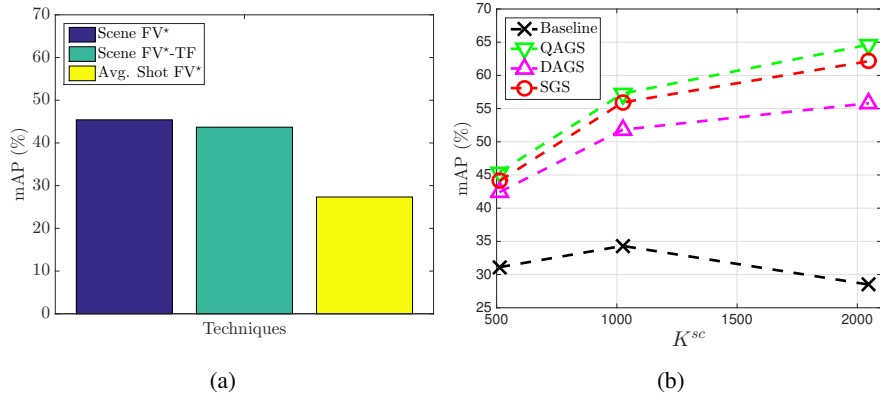 70
60
50
40
30
20
10
0
mAP (%)
Scene FV*
Scene FV*-TF
Avg. Shot FV*
Techniques
(a)
70
65
60
55
50
45
40
35
30
25
mAP (%)
Baseline
QAGS
DAGS
SGS
500 1000 1500 2000
K^sc
(b)